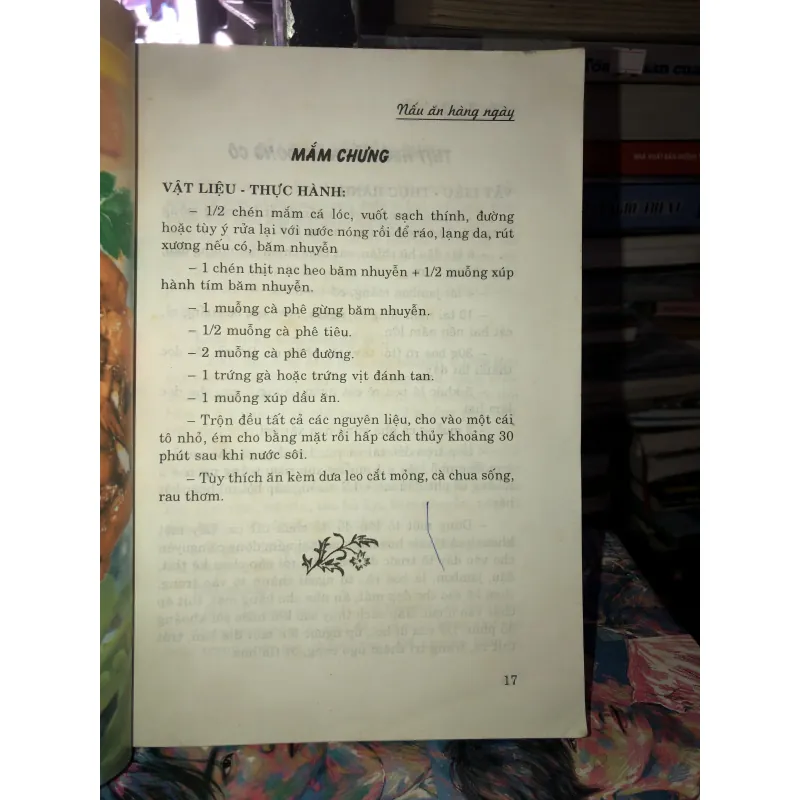 Nấu ăn hàng ngày
MẮM CHƯNG
VẬT LIỆU - THỰC HÀNH:
– 1/2 chén mắm cá lóc, vuốt sạch thính, đường
hoặc tùy ý rửa lại với nước nóng rồi để ráo, lạng da, rút
xương nếu có, băm nhuyễn
– 1 chén thịt nạc heo băm nhuyễn + 1/2 muỗng xúp
hành tím băm nhuyễn.
– 1 muỗng cà phê gừng băm nhuyễn.
– 1/2 muỗng cà phê tiêu.
– 2 muỗng cà phê đường.
– 1 trứng gà hoặc trứng vịt đánh tan.
– 1 muỗng xúp dầu ăn.
– Trộn đều tất cả các nguyên liệu, cho vào một cái
tô nhỏ, ém cho bằng mặt rồi hấp cách thủy khoảng 30
phút sau khi nước sôi.
– Tùy thích ăn kèm dưa leo cắt mỏng, cà chua sống,
rau thơm.
17